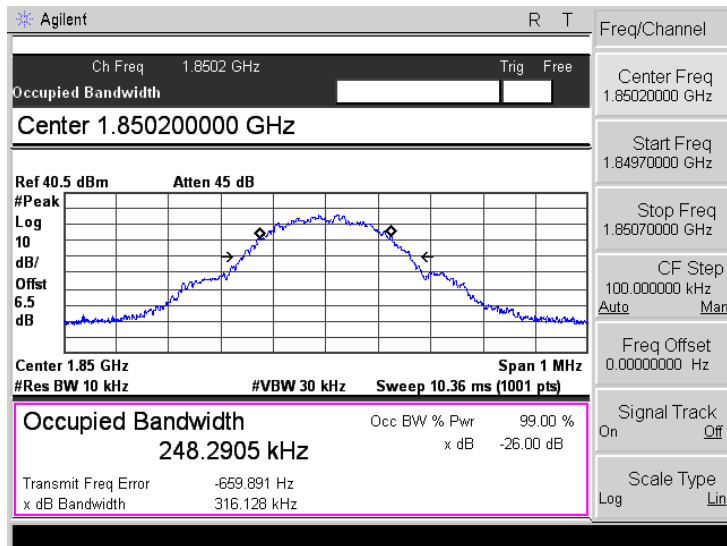 Agilent R T
Ch Freq 1.8502 GHz Trig Free
Occupied Bandwidth
Center 1.850200000 GHz
Ref 40.5 dBm Atten 45 dB
#Peak
Log
10
dB/
Offst
6.5
dB
Center 1.85 GHz Span 1 MHz
#Res BW 10 kHz #VBW 30 kHz Sweep 10.36 ms (1001 pts)
Occupied Bandwidth Occ BW % Pwr 99.00 %
248.2905 kHz x dB -26.00 dB
Transmit Freq Error -659.891 Hz
x dB Bandwidth 316.128 kHz
Freq/Channel
Center Freq
1.85020000 GHz
Start Freq
1.84970000 GHz
Stop Freq
1.85070000 GHz
CF Step
100.000000 kHz
Auto Man
Freq Offset
0.00000000 Hz
Signal Track
On Off
Scale Type
Log Lin